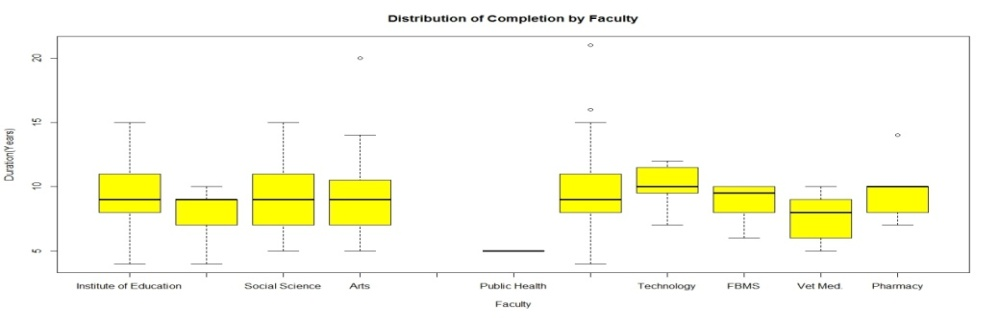 Distribution of Completion by Faculty
Duration(Years)
20
15
10
5
Institute of Education Social Science Arts Public Health Technology FBMS Vet Med. Pharmacy
Faculty